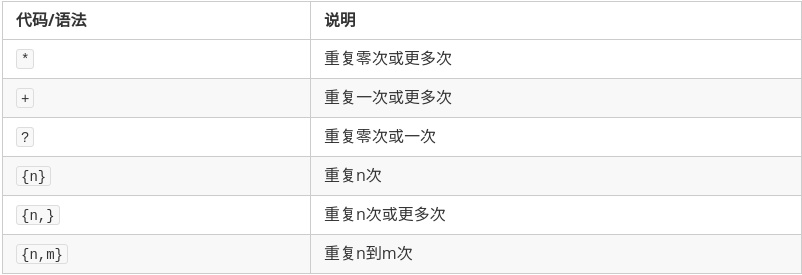 代码/语法 说明
* 重复零次或更多次
+ 重复一次或更多次
? 重复零次或一次
{n} 重复n次
{n,} 重复n次或更多次
{n,m} 重复n到m次